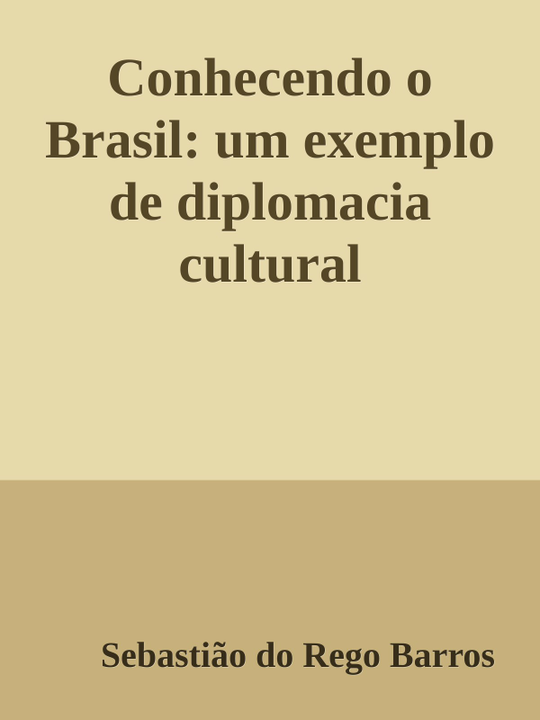 Conhecendo o
Brasil: um exemplo
de diplomacia
cultural
Sebastião do Rego Barros